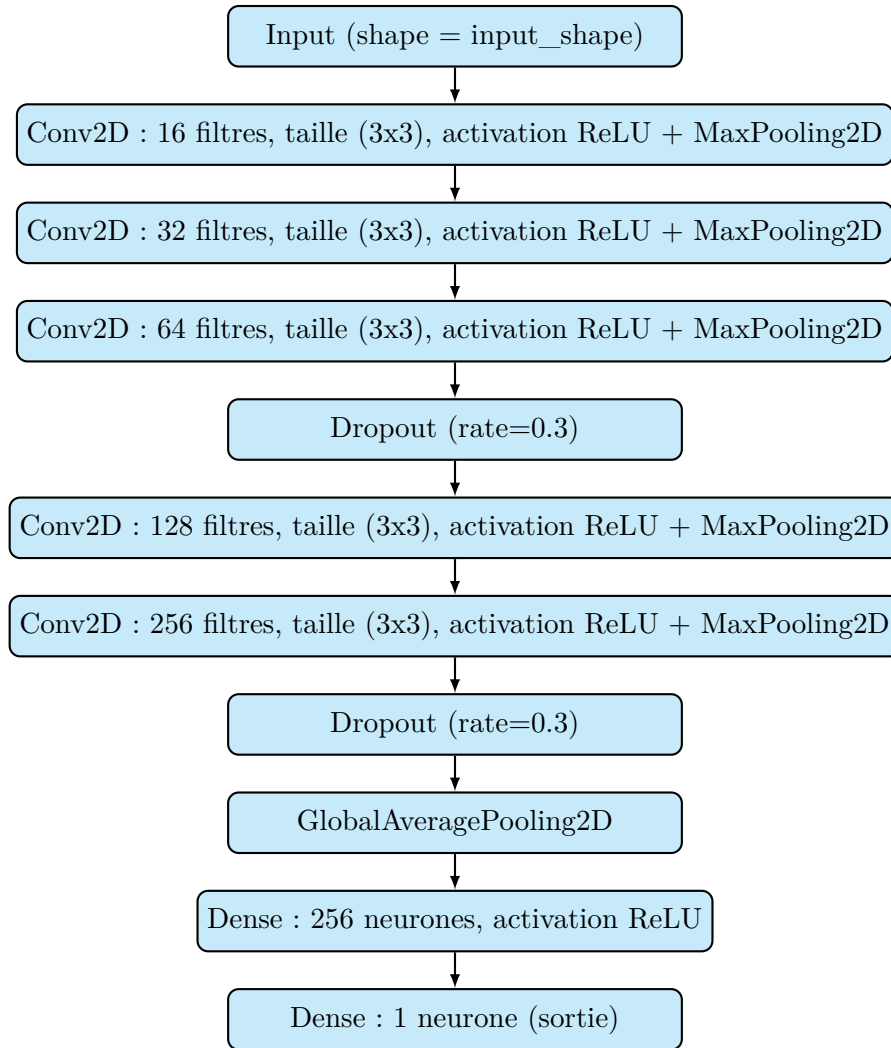 Input (shape = input_shape)
Conv2D : 16 filtres, taille (3x3), activation ReLU + MaxPooling2D
Conv2D : 32 filtres, taille (3x3), activation ReLU + MaxPooling2D
Conv2D : 64 filtres, taille (3x3), activation ReLU + MaxPooling2D
Dropout (rate=0.3)
Conv2D : 128 filtres, taille (3x3), activation ReLU + MaxPooling2D
Conv2D : 256 filtres, taille (3x3), activation ReLU + MaxPooling2D
Dropout (rate=0.3)
GlobalAveragePooling2D
Dense : 256 neurones, activation ReLU
Dense : 1 neurone (sortie)